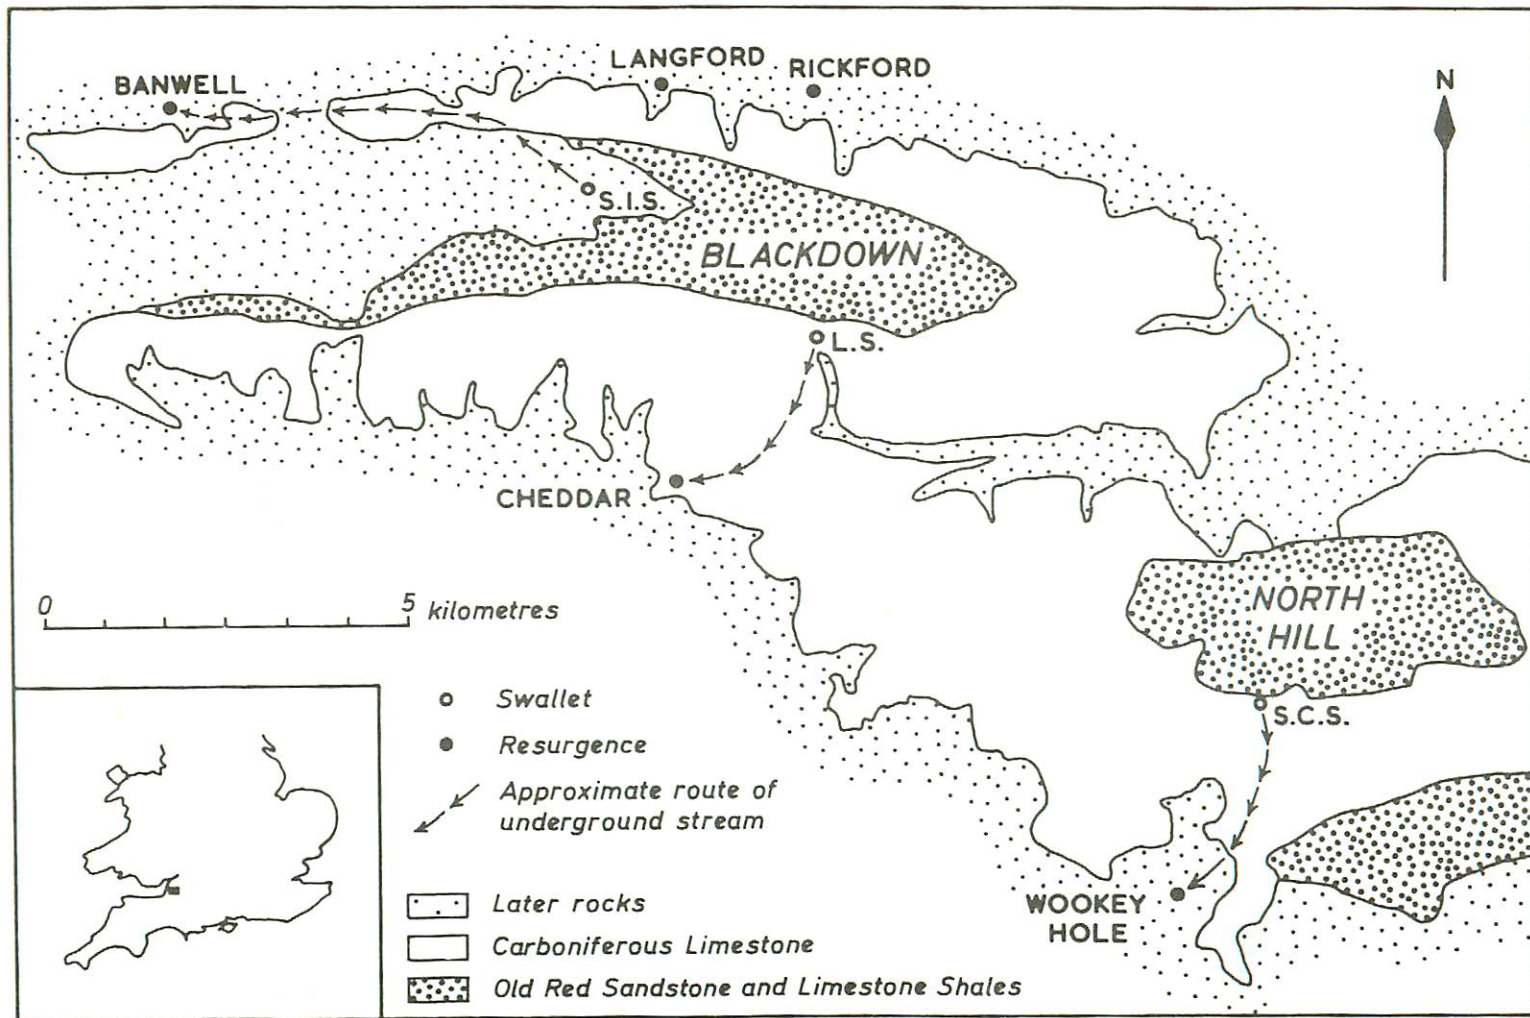 LANGFORD
RICKFORD
BANWELL
N
S.I.S.
BLACKDOWN
L.S.
CHEDDAR
0 5 kilometres
NORTH
HILL
Swallet
S.C.S.
Resurgence
Approximate route of
underground stream
Later rocks
WOOKEY
HOLE
Carboniferous Limestone
Old Red Sandstone and Limestone Shales